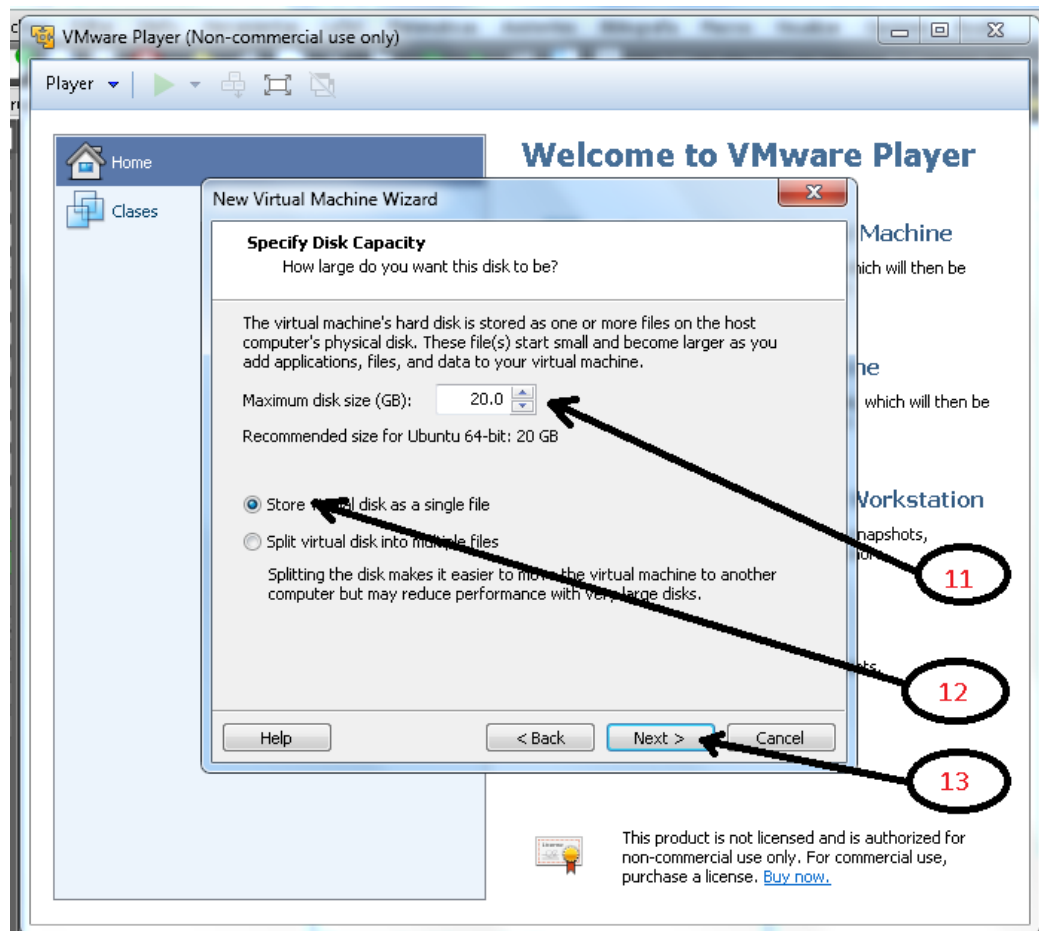 VMware Player (Non-commercial use only)
Player
Home
Clases
Welcome to VMware Player
Machine
hich will then be
ne
which will then be
Workstation
napshots,
New Virtual Machine Wizard
Specify Disk Capacity
How large do you want this disk to be?
The virtual machine's hard disk is stored as one or more files on the host
computer's physical disk. These file(s) start small and become larger as you
add applications, files, and data to your virtual machine.
Maximum disk size (GB): 20.0
Recommended size for Ubuntu 64-bit: 20 GB
Store virtual disk as a single file
Split virtual disk into multiple files
Splitting the disk makes it easier to move the virtual machine to another
computer but may reduce performance with very large disks.
Help
< Back
Next >
Cancel
11
12
13
This product is not licensed and is authorized for
non-commercial use only. For commercial use,
purchase a license. Buy now.